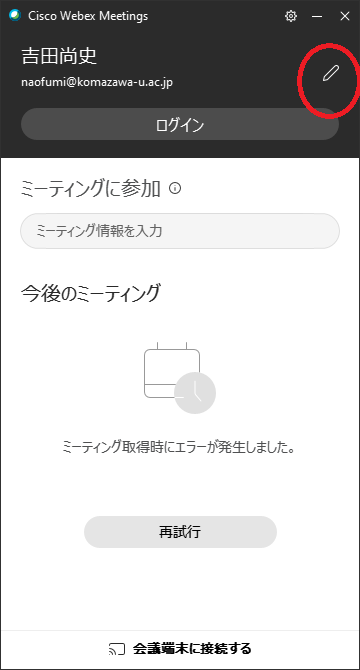 Cisco Webex Meetings
吉田尚史
naofumi@komazawa-u.ac.jp
ログイン
ミーティングに参加
ミーティング情報を入力
今後のミーティング
ミーティング取得時にエラーが発生しました。
再試行
会議端末に接続する